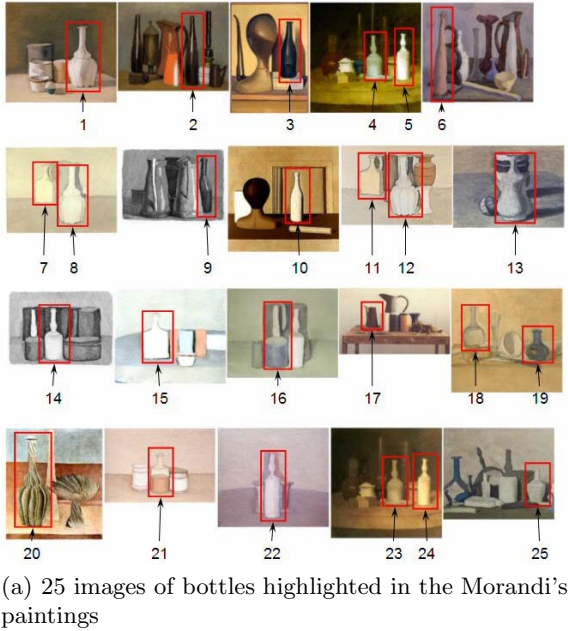 1 2 3 4 5 6
7 8 9 10 11 12 13
14 15 16 17 18 19
20 21 22 23 24 25
(a) 25 images of bottles highlighted in the Morandi's
paintings